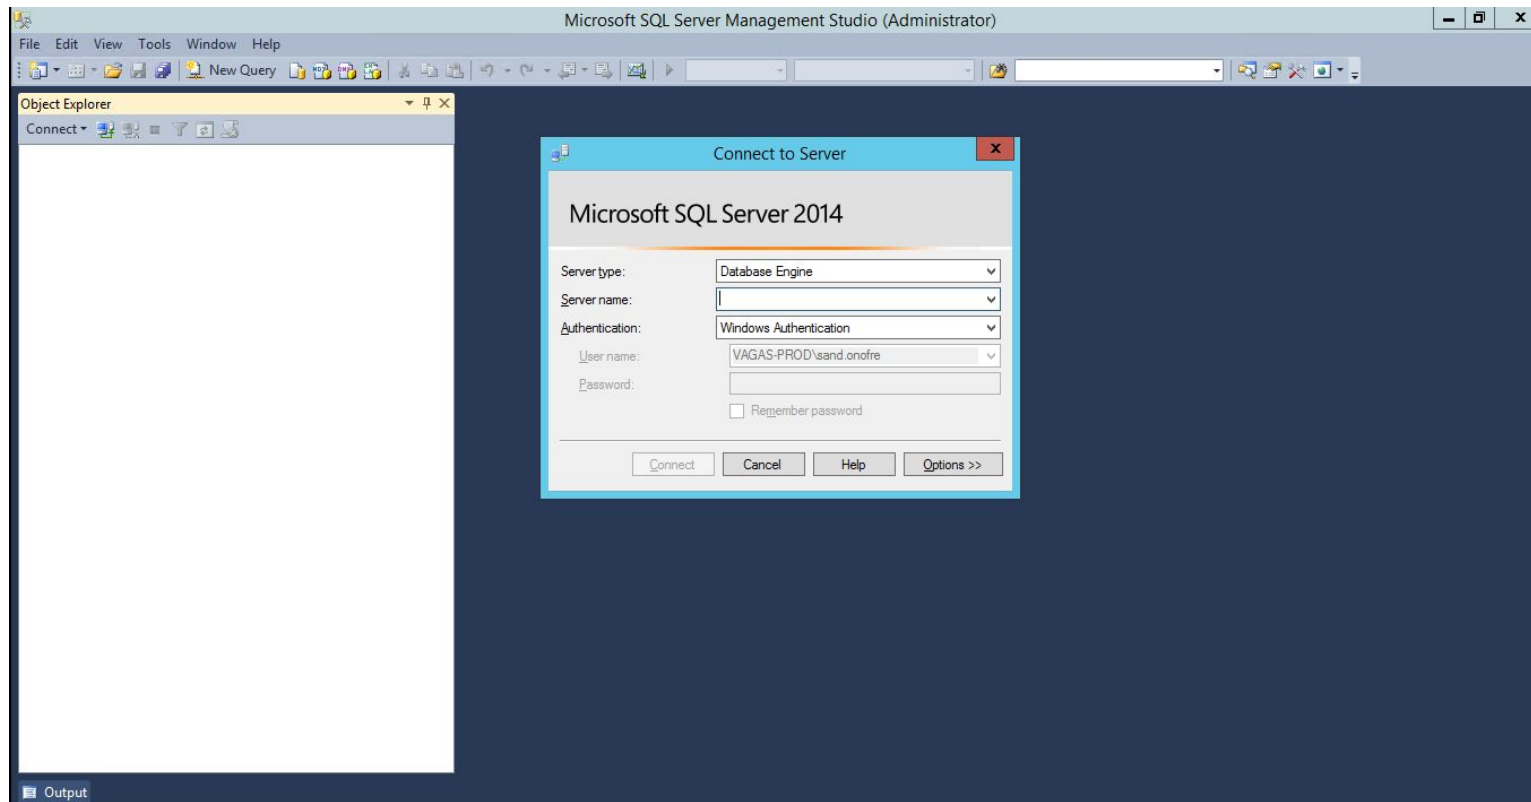 Microsoft SQL Server Management Studio (Administrator)
File Edit View Tools Window Help
New Query
Object Explorer
Connect
Connect to Server
Microsoft SQL Server 2014
Server type: Database Engine
Server name:
Authentication: Windows Authentication
User name: VAGAS-PROD\sand.onofre
Password:
Remember password
Connect Cancel Help Options >>
Output